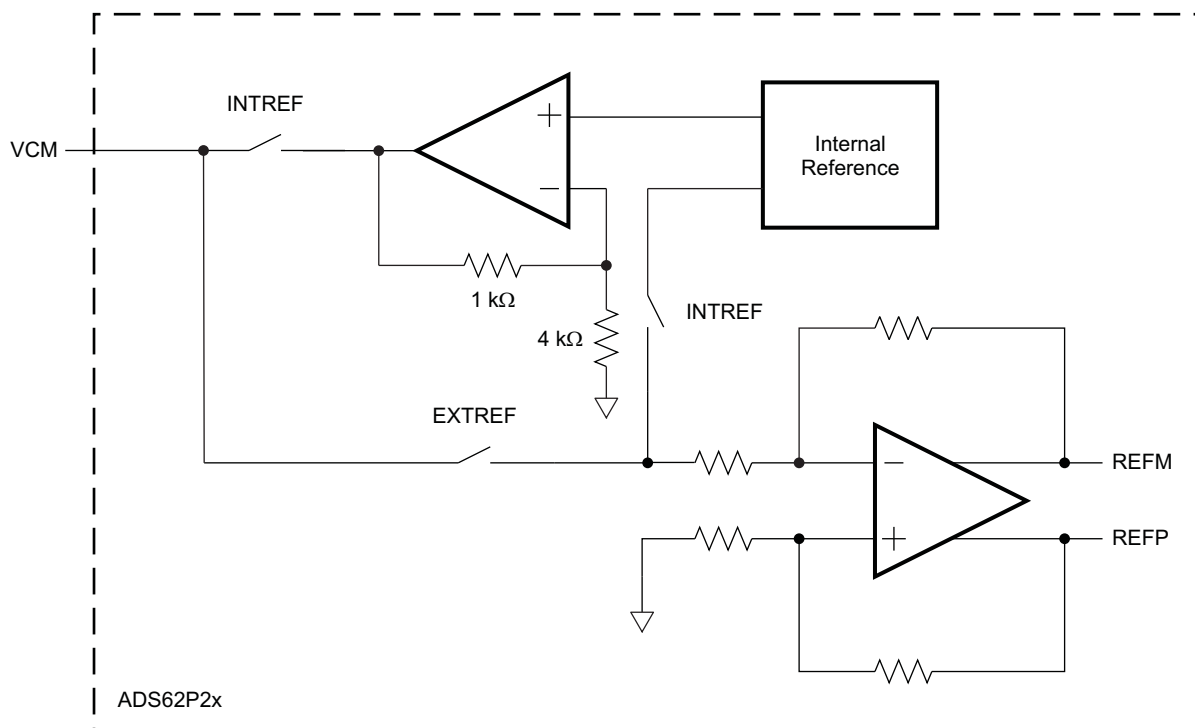 INTREF
VCM
+
−
Internal
Reference
1 kΩ
4 kΩ
INTREF
EXTREF
−
+
REFM
REFP
ADS62P2x